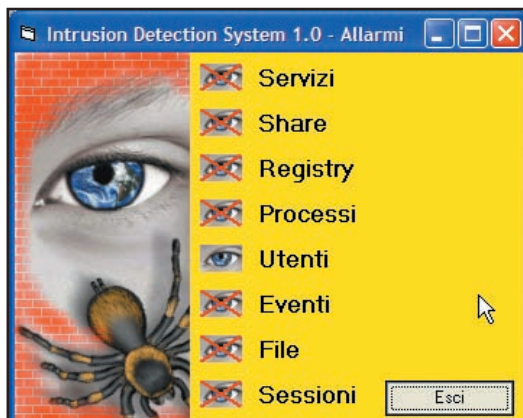 Intrusion Detection System 1.0 - Allarmi
Servizi
Share
Registry
Processi
Utenti
Eventi
File
Sessioni
Esci